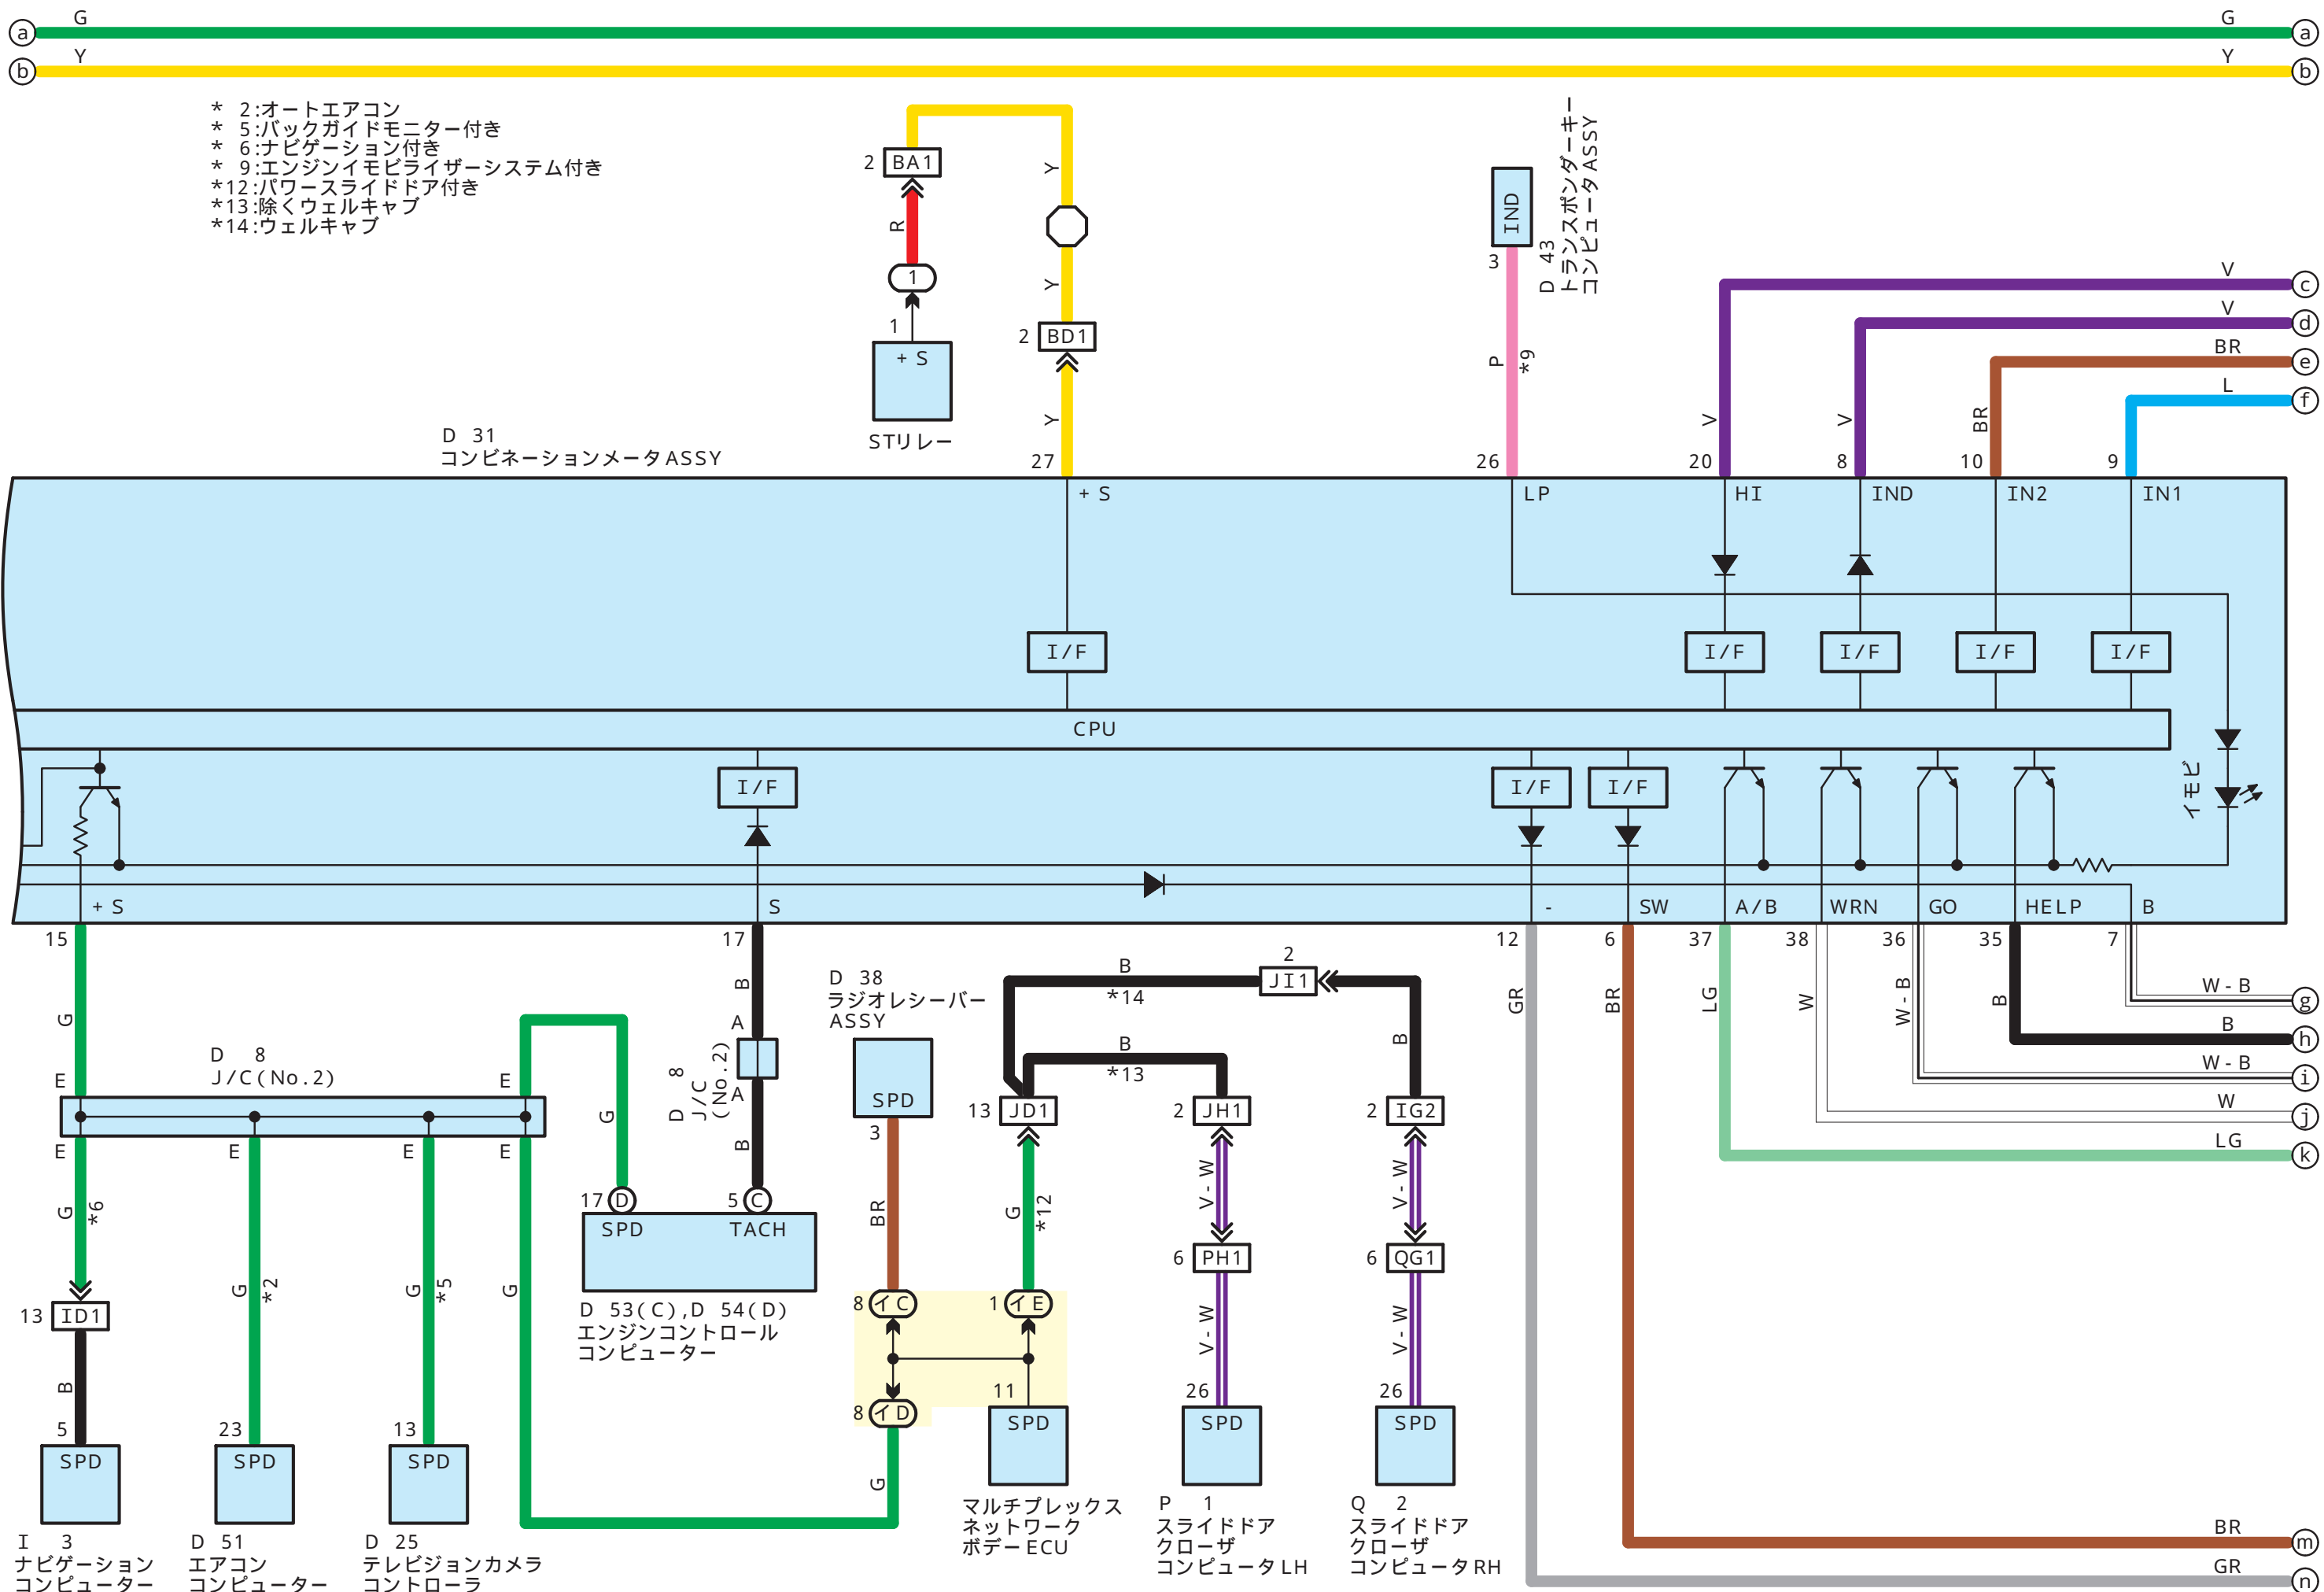 G
G
a
a
Y
Y
b
b
* 2:オートエアコン
* 5:バックガイドモニター付き
* 6:ナビゲーション付き
* 9:エンジンイモビライザーシステム付き
*12:パワースライドドア付き
*13:除くウェルキャブ
*14:ウェルキャブ
2 BA1
R
1
1
+S
STリレー
Y
Y
2 BD1
Y
27
IND
3
D 43
トランスポンダーキー
コンピュータASSY
P
*9
26
V
c
V
d
BR
e
L
f
V
20
V
8
BR
10
9
D 31
コンビネーションメータASSY
+S
LP
HI
IND
IN2
IN1
I/F
I/F
I/F
I/F
I/F
CPU
I/F
I/F
I/F
イモビ
+S
S
-
SW
A/B
WRN
GO
HELP
B
15
17
12
6
37
38
36
35
7
G
B
GR
BR
LG
W
W-B
B
W-B
g
B
h
W-B
i
W
j
LG
k
D 8
J/C(No.2)
E
E
E
E
E
E
G
*6
G
*2
G
*5
G
G
13 ID1
B
5
SPD
I 3
ナビゲーション
コンピューター
23
SPD
D 51
エアコン
コンピューター
13
SPD
D 25
テレビジョンカメラ
コントローラ
A
D 8
J/C
(No.2)
A
B
17 D
5 C
SPD
TACH
D 53(C),D 54(D)
エンジンコントロール
コンピューター
D 38
ラジオレシーバー
ASSY
SPD
3
BR
8 イC
1 イE
8 イD
G
11
SPD
マルチプレックス
ネットワーク
ボデーECU
B
*14
2
JI1
B
*13
B
13 JD1
2 JH1
2 IG2
G
*12
V-W
V-W
6 PH1
6 QG1
V-W
V-W
26
26
SPD
SPD
P 1
スライドドア
クローザ
コンピュータLH
Q 2
スライドドア
クローザ
コンピュータRH
BR
m
GR
n